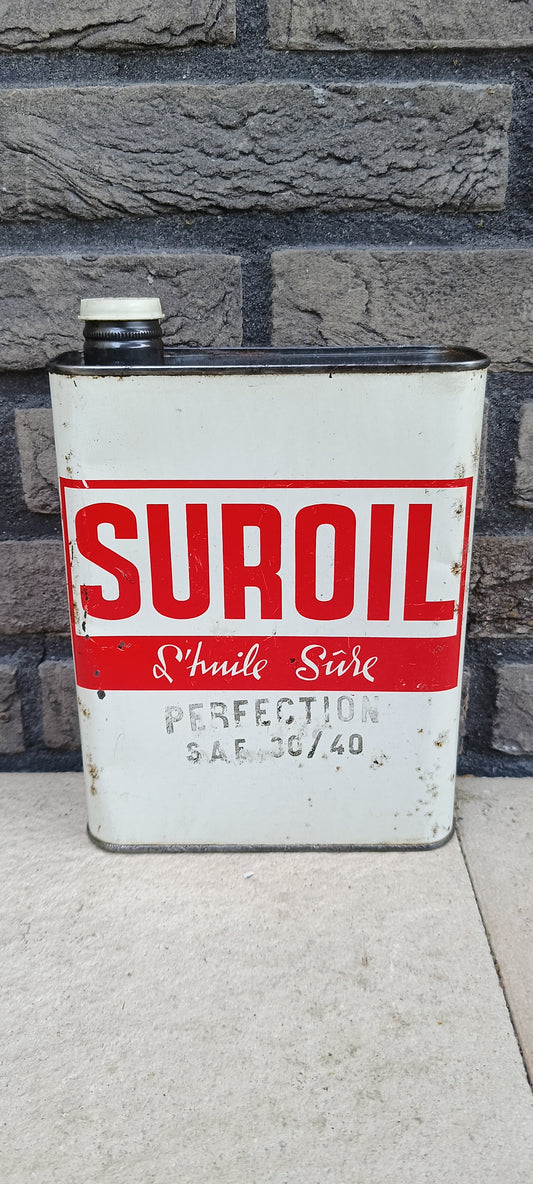 SUROIL
L'huile Sûre
PERFECTION
SAE 30/40